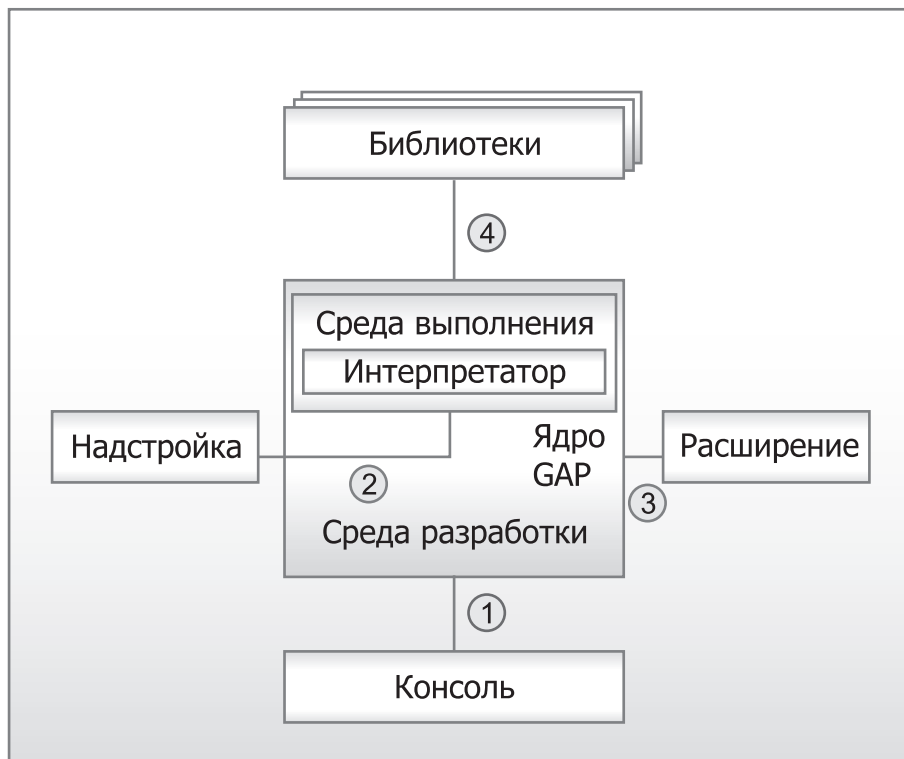 Библиотеки
4
Среда выполнения
Интерпретатор
Надстройка
Ядро
GAP
Расширение
2
3
Среда разработки
1
Консоль